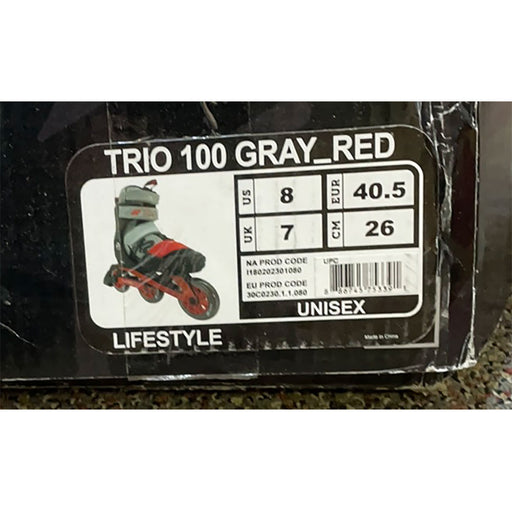 TRIO 100 GRAY_RED
US 8 EUR 40.5
UK 7 CM 26
NA PROD CODE
I180202301080
EU PROD CODE
30C0230.1.1.080
UPC
UNISEX
LIFESTYLE
Made in China